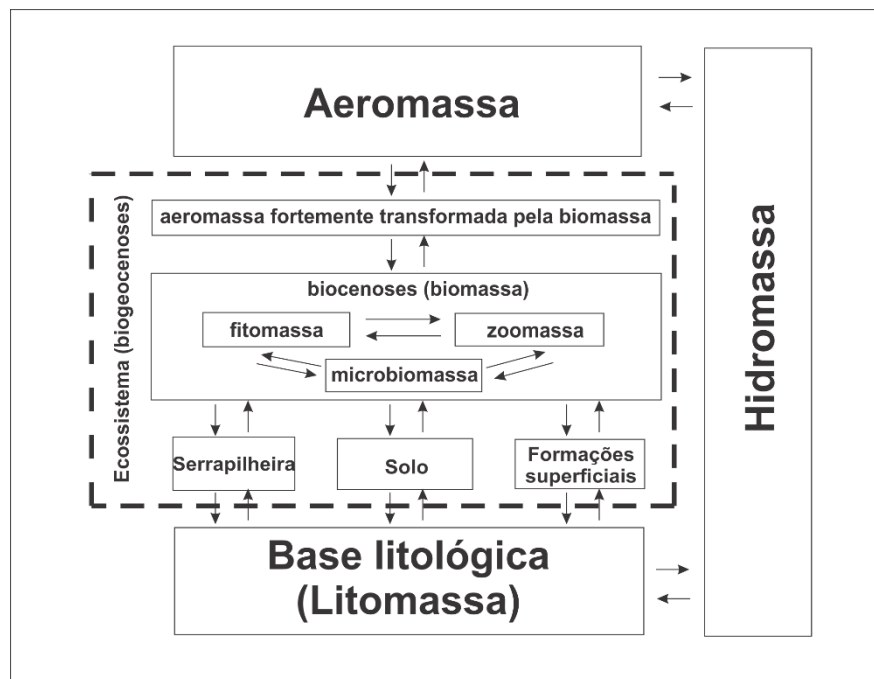 Aeromassa
aeromassa fortemente transformada pela biomassa
biocenoses (biomassa)
fitomassa
zoomassa
microbiomassa
Serrapilheira
Solo
Formações
superficiais
Ecossistema (biogeocenoses)
Base litológica
(Litomassa)
Hidromassa